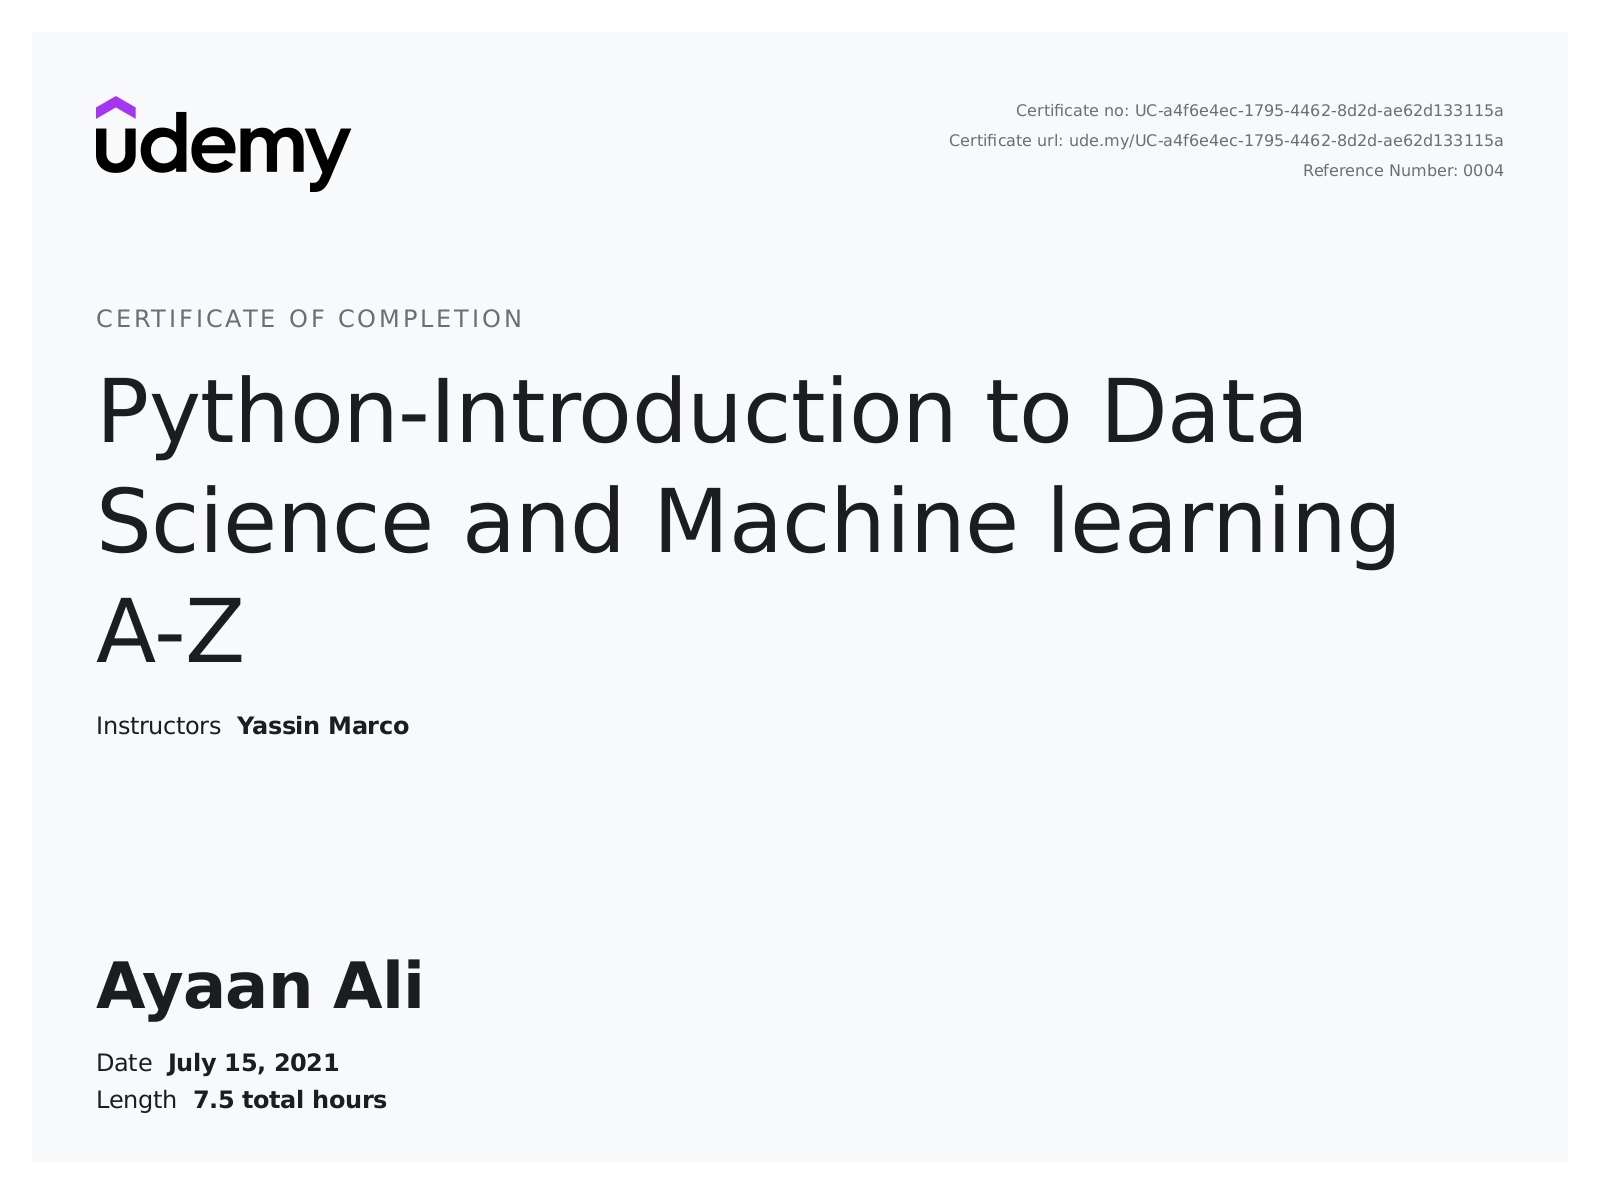 udemy
Certificate no: UC-a4f6e4ec-1795-4462-8d2d-ae62d133115a
Certificate url: ude.my/UC-a4f6e4ec-1795-4462-8d2d-ae62d133115a
Reference Number: 0004
CERTIFICATE OF COMPLETION
Python-Introduction to Data
Science and Machine learning
A-Z
Instructors Yassin Marco
Ayaan Ali
Date July 15, 2021
Length 7.5 total hours